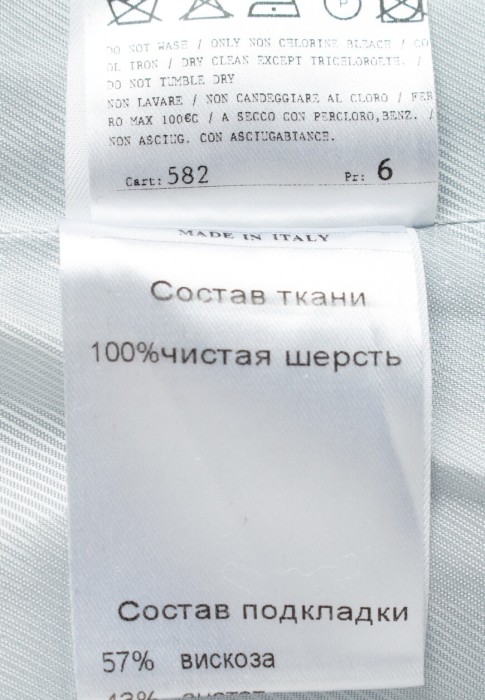 DO NOT WASH / ONLY NON CHLORINE BLEACH / CO
OL IRON / DRY CLEAN EXCEPT TRICLOROETH. /
DO NOT TUMBLE DRY
NON LAVARE / NON CANDEGGIARE AL CLORO / FER
RO MAX 100€C / A SECCO CON PERCLORO,BENZ. /
NON ASCIUG. CON ASCIUGABIANCE.
Cart: 582 Pr: 6
MADE IN ITALY
Состав ткани
100%чистая шерсть
Состав подкладки
57% вискоза
43%